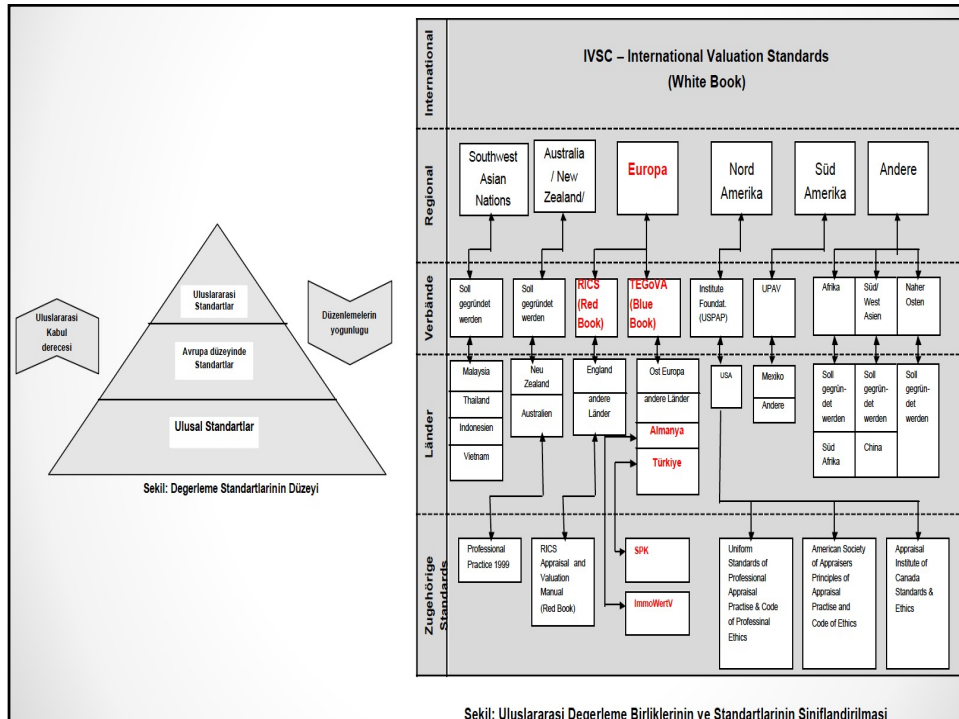 Uluslararasi
Kabul
derecesi
Uluslararasi
Standartlar
Avrupa düzeyinde
Standartlar
Ulusal Standartlar
Düzenlemelerin
yogunlugu
Sekil: Degerleme Standartlarinin Düzeyi
International
IVSC – International Valuation Standards
(White Book)
Regional
Southwest
Asian
Nations
Australia
/ New
Zealand/
Europa
Nord
Amerika
Süd
Amerika
Andere
Verbände
Soll
gegründet
werden
Soll
gegründet
werden
RICS
(Red
Book)
TEGoVA
(Blue
Book)
Institute
Foundat.
(USPAP)
UPAV
Afrika
Süd/
West
Asien
Naher
Osten
Länder
Malaysia
Thailand
Indonesien
Vietnam
Neu
Zealand
Australien
England
andere
Länder
Ost Europa
andere Länder
Almanya
Türkiye
USA
Mexiko
Andere
Soll
gegrün-
det
werden
Süd
Afrika
Soll
gegrün-
det
werden
China
Soll
gegrün-
det
werden
Zugehörige
Standards
Professional
Practice 1999
RICS
Appraisal and
Valuation
Manual
(Red Book)
SPK
ImmoWertV
Uniform
Standards of
Professional
Appraisal
Practise & Code
of Professinal
Ethics
American Society
of Appraisers
Principles of
Appraisal
Practise and
Code of Ethics
Appraisal
Institute of
Canada
Standards &
Ethics
Sekil: Uluslararasi Degerleme Birliklerinin ve Standartlarinin Siniflandirilmasi